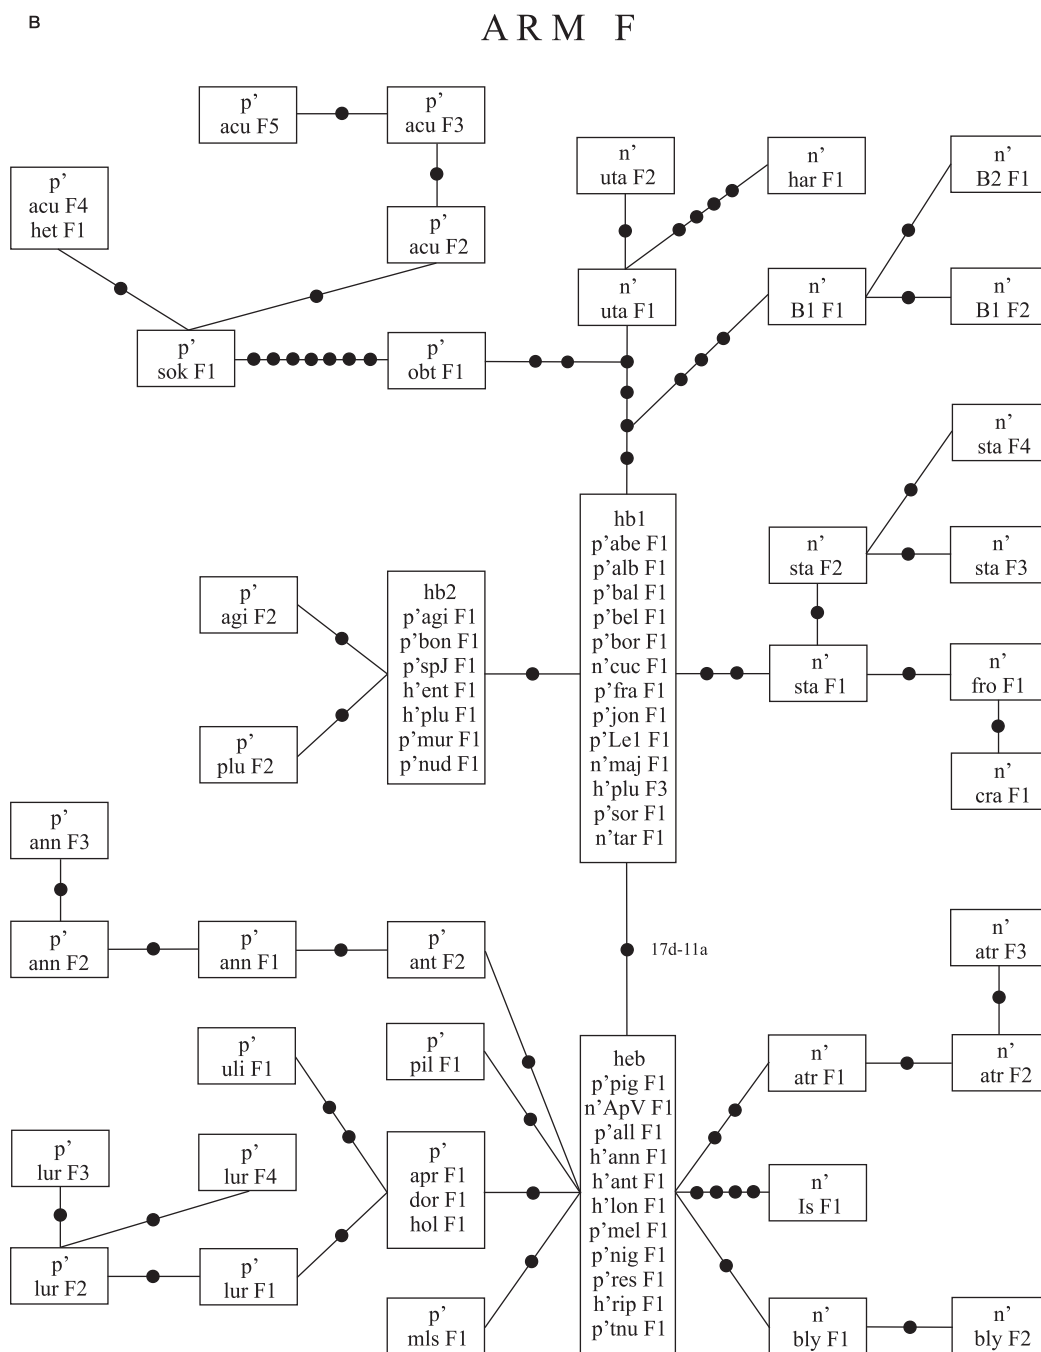 B
ARM F
p’
acu F5
p’
acu F3
n’
uta F2
n’
har F1
n’
B2 F1
p’
acu F4
het F1
p’
acu F2
n’
uta F1
n’
B1 F1
n’
B1 F2
p’
sok F1
p’
obt F1
n’
sta F4
hb1
p’abe F1
p’alb F1
p’bal F1
p’bel F1
p’bor F1
n’cuc F1
p’fra F1
p’jon F1
p’Le1 F1
n’maj F1
h’plu F3
p’sor F1
n’tar F1
n’
sta F2
n’
sta F3
p’
agi F2
hb2
p’agi F1
p’bon F1
p’spJ F1
h’ent F1
h’plu F1
p’mur F1
p’nud F1
n’
sta F1
n’
fro F1
p’
plu F2
n’
cra F1
p’
ann F3
p’
ann F2
p’
ann F1
p’
ant F2
17d-11a
n’
atr F3
p’
uli F1
p’
pil F1
heb
p’pig F1
n’ApV F1
p’all F1
h’ann F1
h’ant F1
h’lon F1
p’mel F1
p’nig F1
p’res F1
h’rip F1
p’tnu F1
n’
atr F1
n’
atr F2
p’
lur F3
p’
lur F4
p’
apr F1
dor F1
hol F1
n’
Is F1
p’
lur F2
p’
lur F1
p’
mls F1
n’
bly F1
n’
bly F2